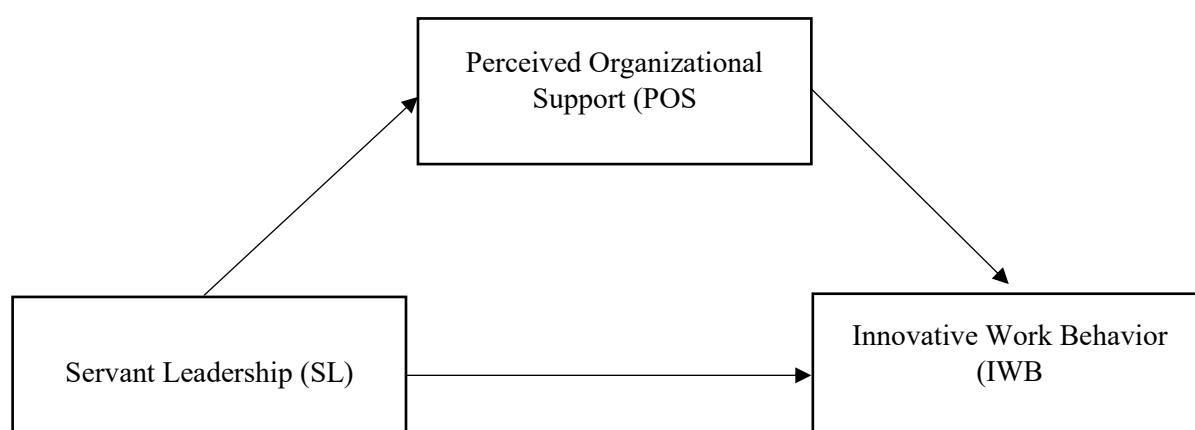 Perceived Organizational
Support (POS
Servant Leadership (SL)
Innovative Work Behavior
(IWB